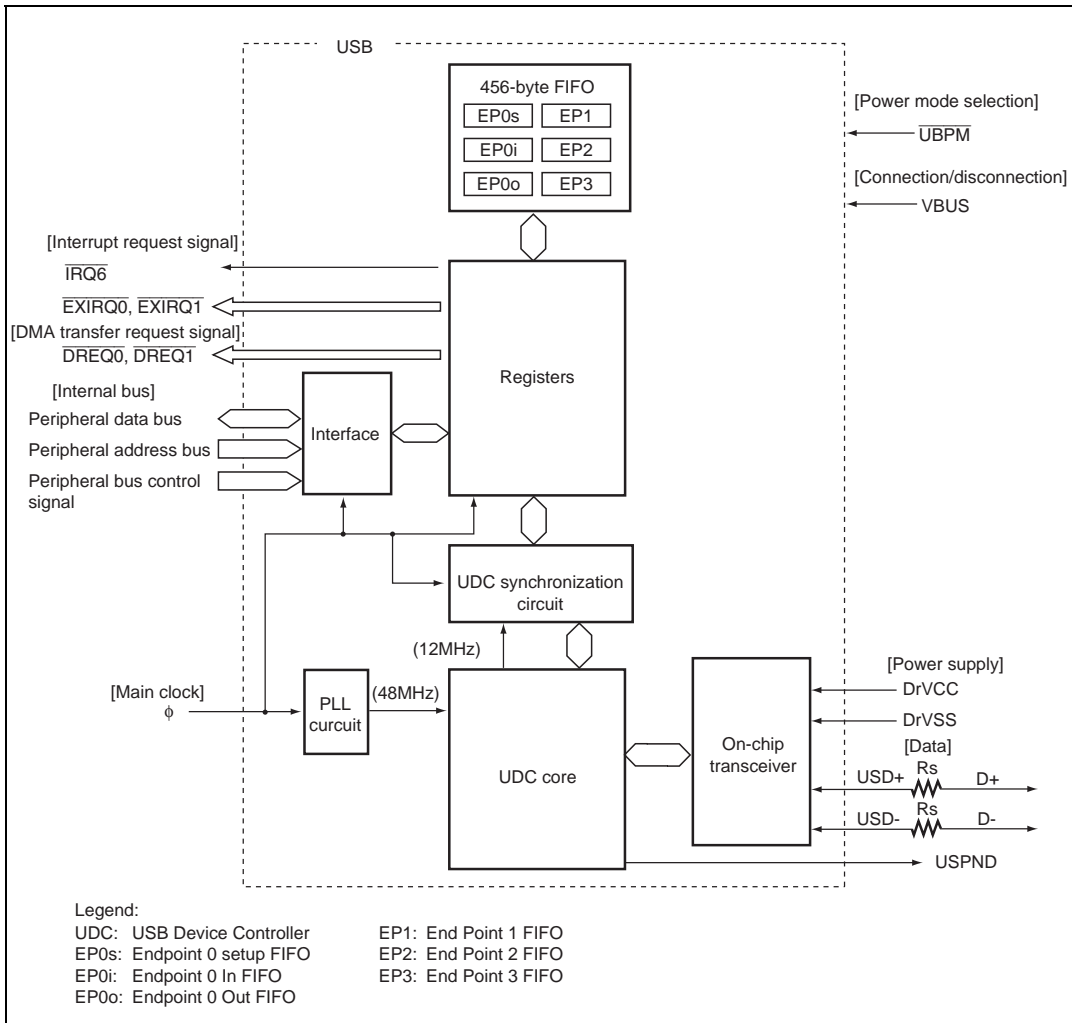 USB
456-byte FIFO
EP0s EP1
EP0i EP2
EP0o EP3
[Power mode selection]
UBPM
[Connection/disconnection]
VBUS
[Interrupt request signal]
IRQ6
EXIRQ0, EXIRQ1
[DMA transfer request signal]
DREQ0, DREQ1
[Internal bus]
Peripheral data bus
Peripheral address bus
Peripheral bus control
signal
Interface
Registers
UDC synchronization
circuit
(12MHz)
[Main clock]
ϕ
PLL
curcuit
(48MHz)
UDC core
On-chip
transceiver
[Power supply]
DrVCC
DrVSS
[Data]
USD+ Rs D+
USD- Rs D-
USPND
Legend:
UDC: USB Device Controller
EP0s: Endpoint 0 setup FIFO
EP0i: Endpoint 0 In FIFO
EP0o: Endpoint 0 Out FIFO
EP1: End Point 1 FIFO
EP2: End Point 2 FIFO
EP3: End Point 3 FIFO